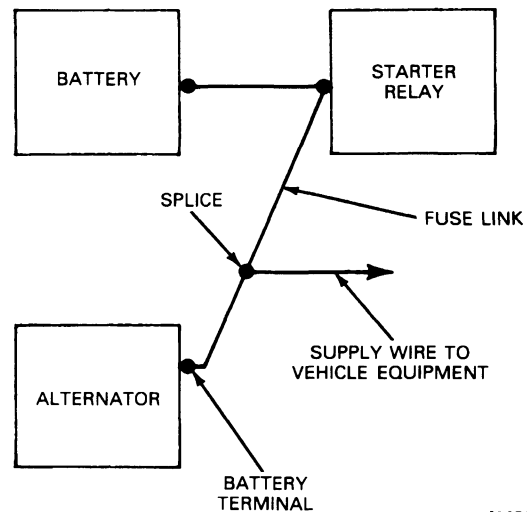 BATTERY
STARTER
RELAY
SPLICE
FUSE LINK
SUPPLY WIRE TO
VEHICLE EQUIPMENT
ALTERNATOR
BATTERY
TERMINAL